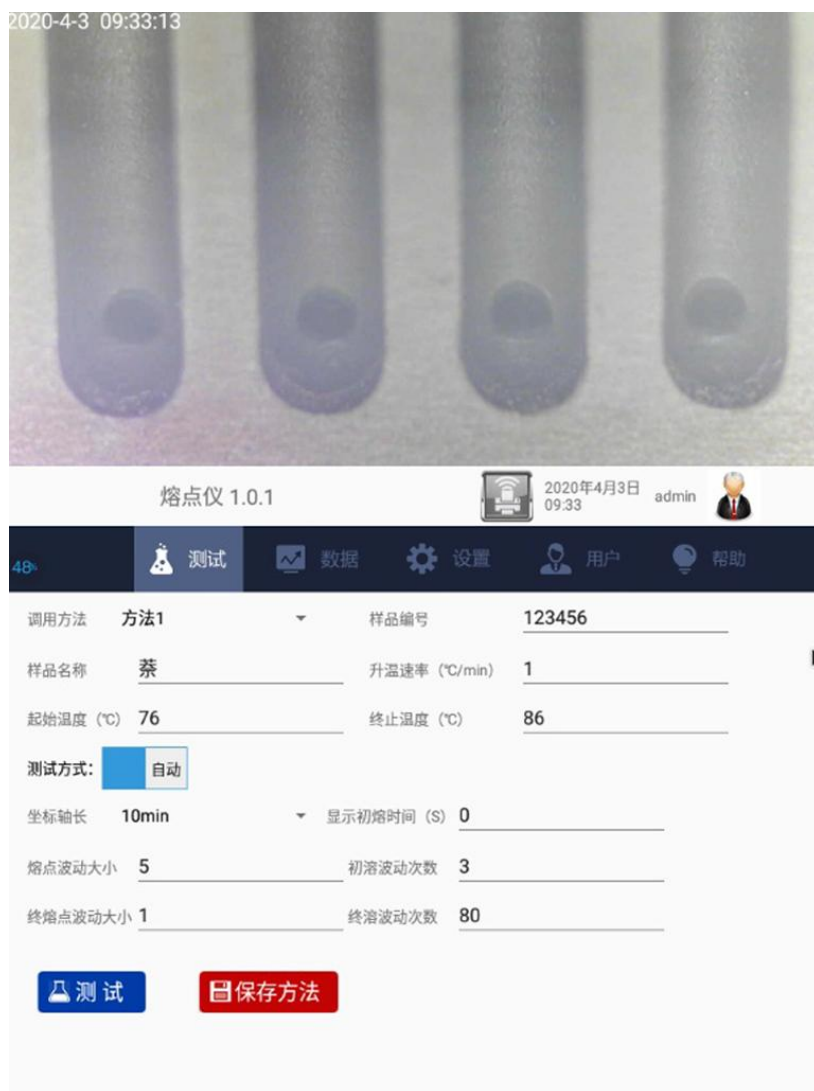 2020-4-3 09:33:13
熔点仪 1.0.1
2020年4月3日
09:33
admin
48%
测试
数据
设置
用户
帮助
调用方法 方法1
样品编号 123456
样品名称 萘
升温速率（℃/min） 1
起始温度（℃） 76
终止温度（℃） 86
测试方式： 自动
坐标轴长 10min
显示初熔时间（S） 0
熔点波动大小 5
初溶波动次数 3
终熔点波动大小 1
终溶波动次数 80
测 试
保存方法